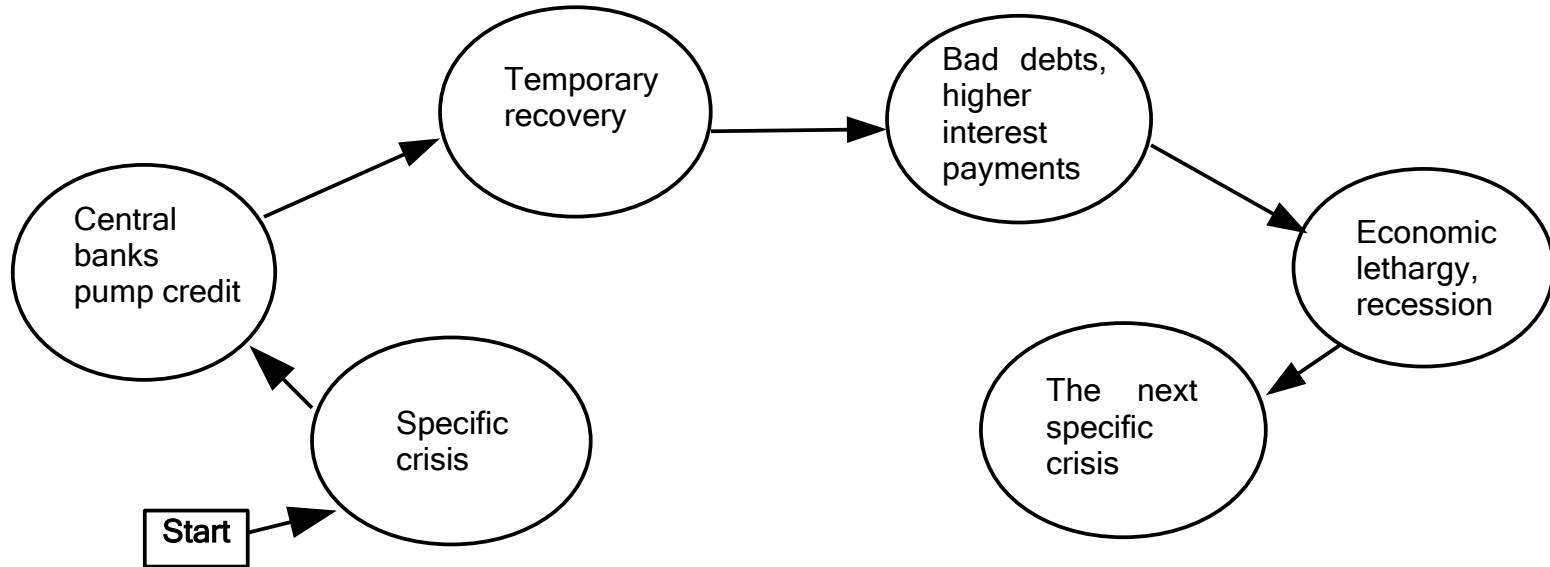 Start
Specific
crisis
Central
banks
pump credit
Temporary
recovery
Bad debts,
higher
interest
payments
Economic
lethargy,
recession
The next
specific
crisis